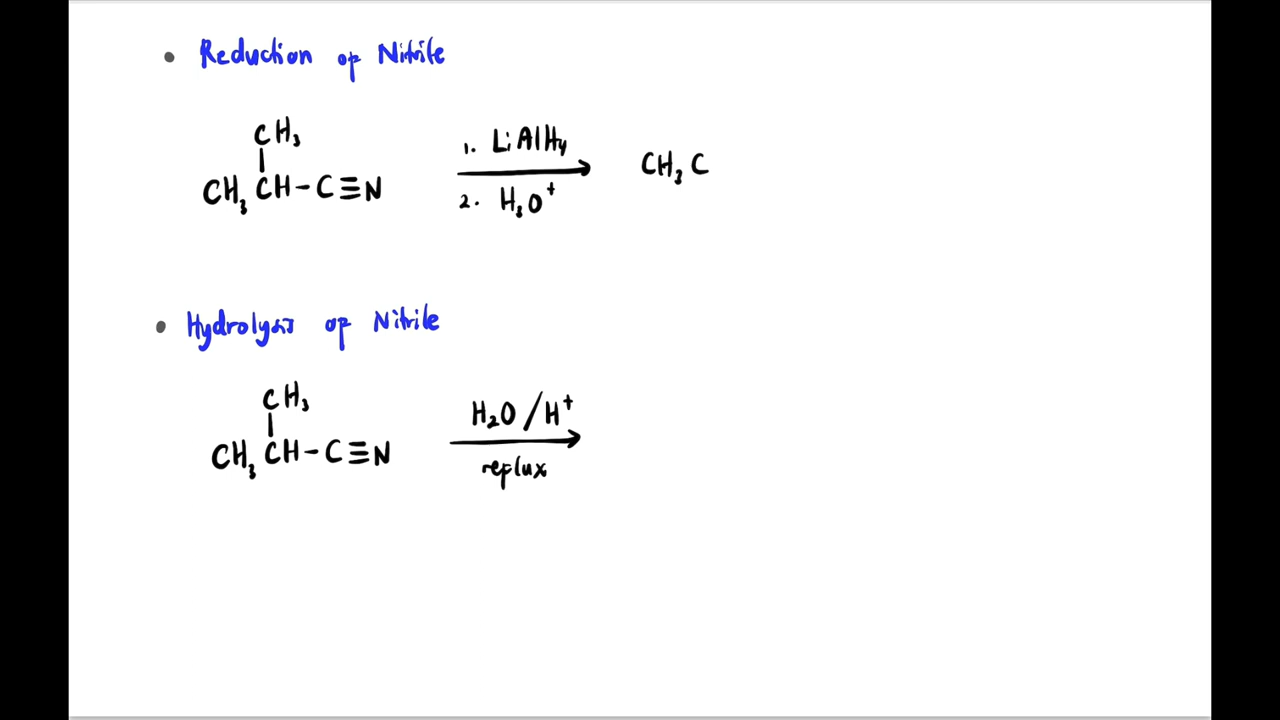 • Reduction of Nitrile
CH₃
1. LiAlH₄
CH₃CH-C≡N
CH₃C
2. H₃O⁺
• Hydrolysis of Nitrile
CH₃
H₂O/H⁺
CH₃CH-C≡N
reflux